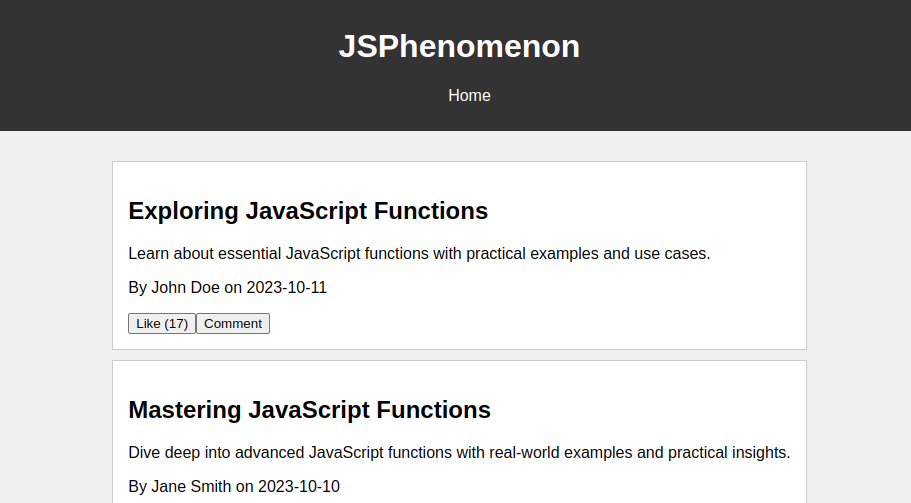 JSPhenomenon
Home
Exploring JavaScript Functions
Learn about essential JavaScript functions with practical examples and use cases.
By John Doe on 2023-10-11
Like (17) Comment
Mastering JavaScript Functions
Dive deep into advanced JavaScript functions with real-world examples and practical insights.
By Jane Smith on 2023-10-10